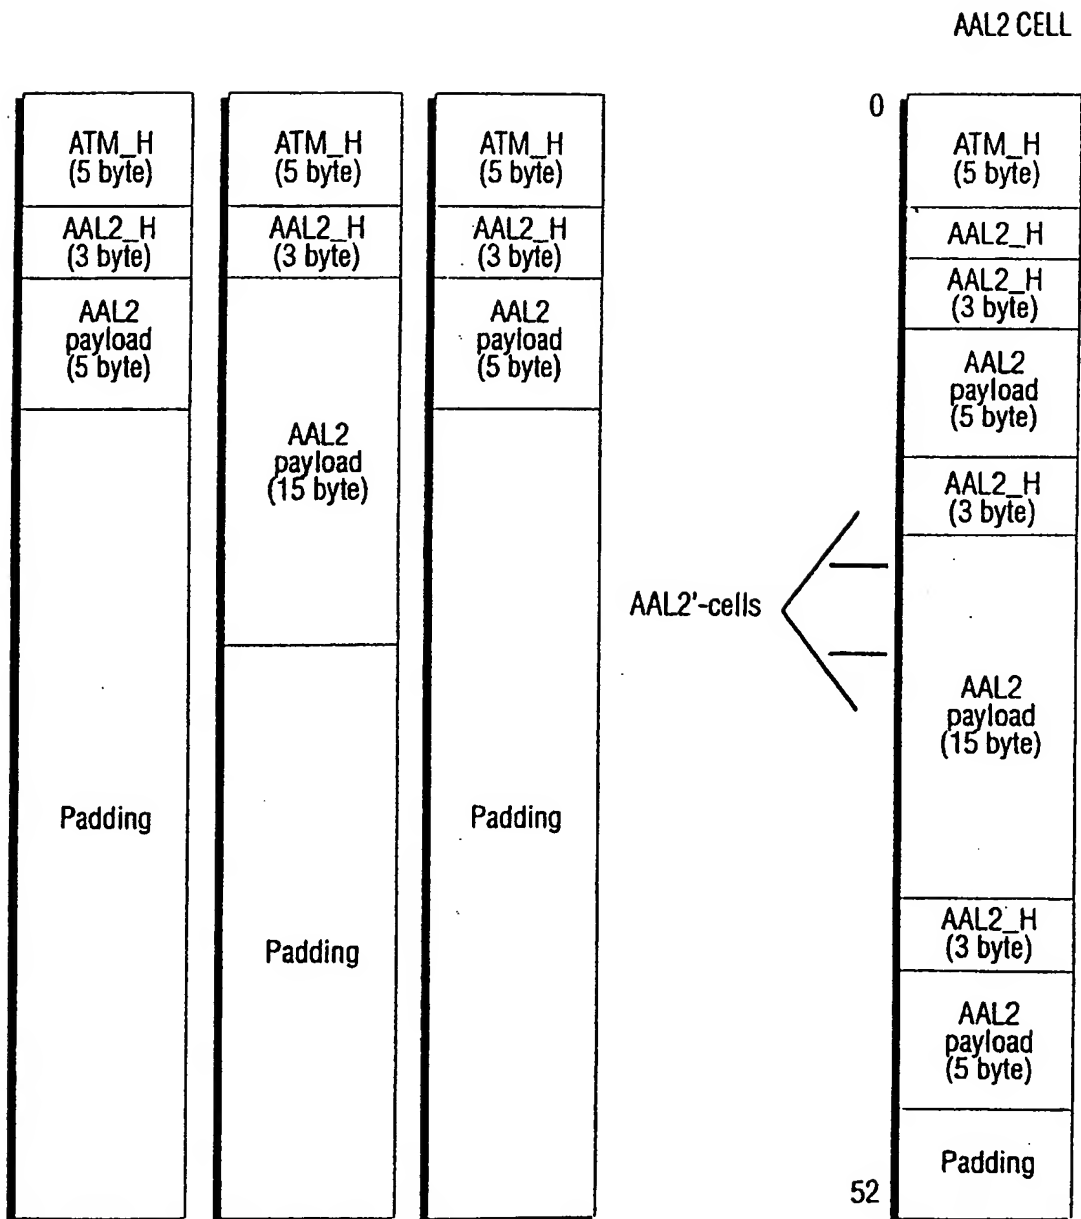 AAL2 CELL
ATM_H
(5 byte)
AAL2_H
(3 byte)
AAL2
payload
(5 byte)
Padding
ATM_H
(5 byte)
AAL2_H
(3 byte)
AAL2
payload
(15 byte)
Padding
ATM_H
(5 byte)
AAL2_H
(3 byte)
AAL2
payload
(5 byte)
Padding
AAL2'-cells
0
52
ATM_H
(5 byte)
AAL2_H
AAL2_H
(3 byte)
AAL2
payload
(5 byte)
AAL2_H
(3 byte)
AAL2
payload
(15 byte)
AAL2_H
(3 byte)
AAL2
payload
(5 byte)
Padding